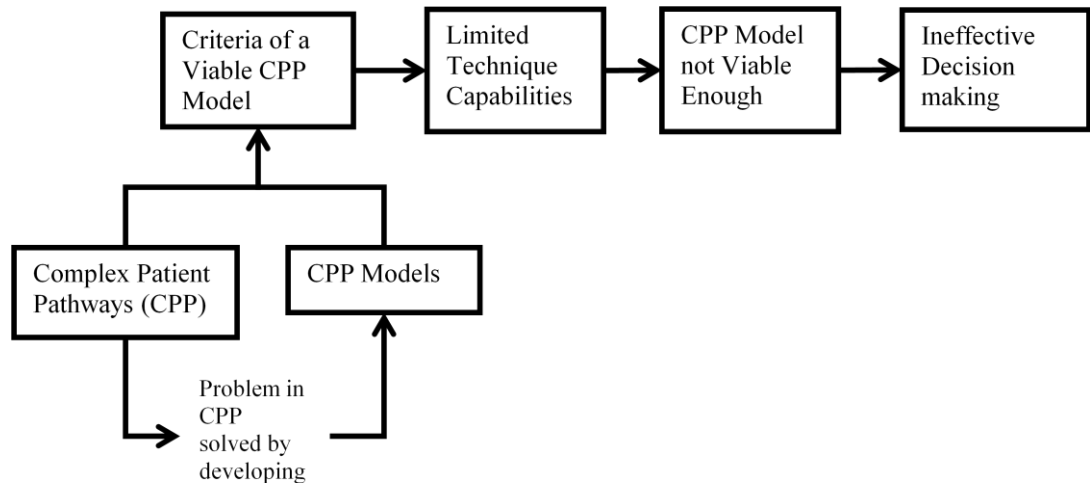 Criteria of a
Viable CPP
Model
Limited
Technique
Capabilities
CPP Model
not Viable
Enough
Ineffective
Decision
making
Complex Patient
Pathways (CPP)
CPP Models
Problem in
CPP
solved by
developing